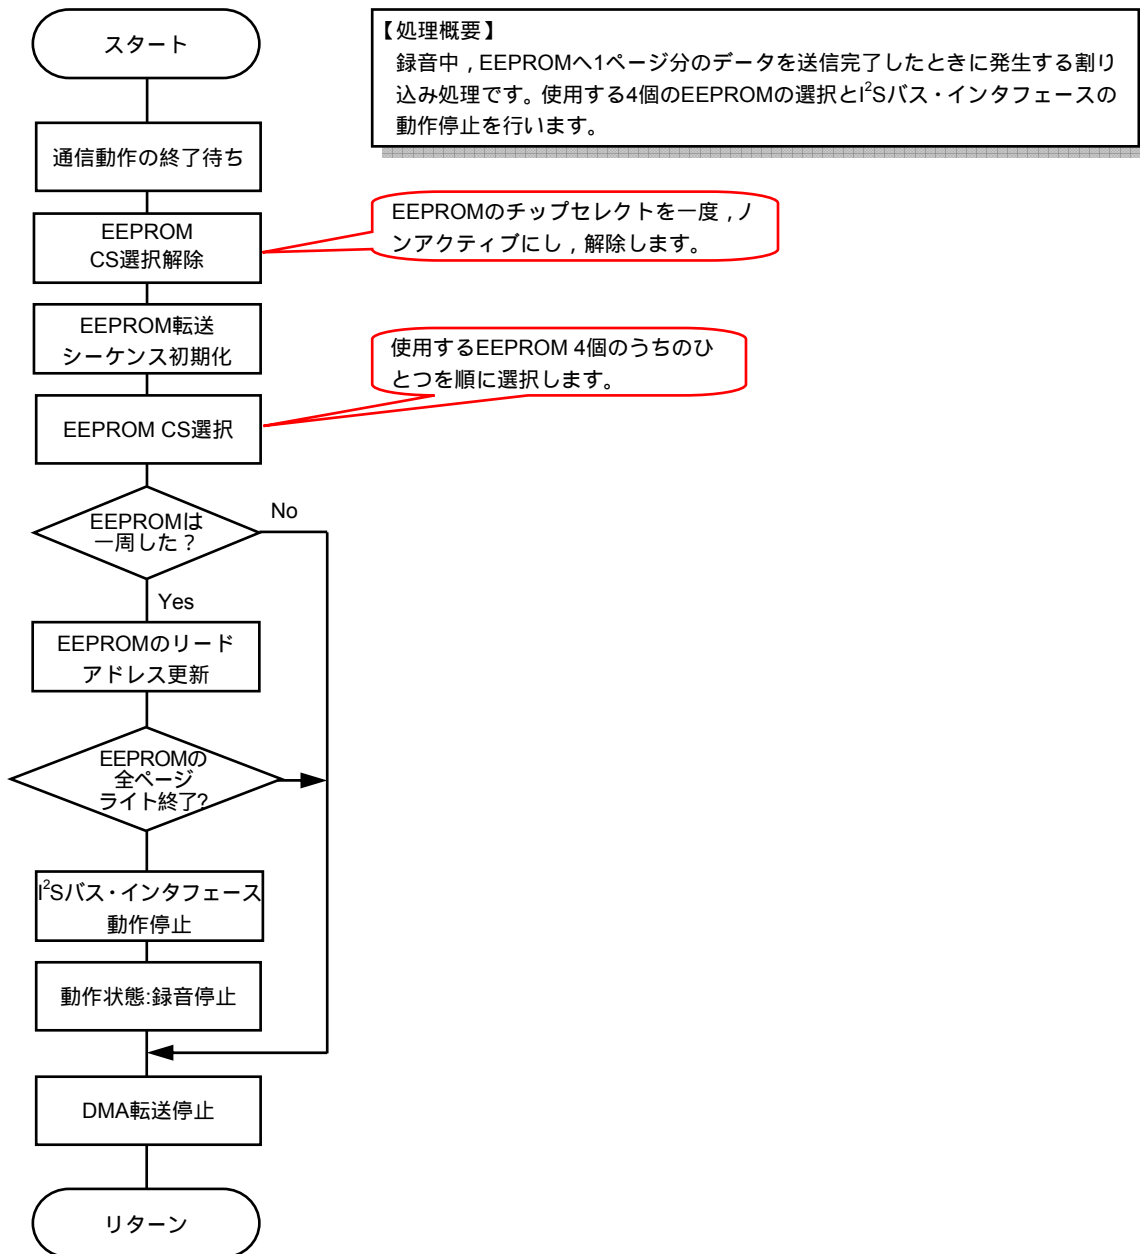 スタート
【処理概要】
録音中，EEPROMへ1ページ分のデータを送信完了したときに発生する割り
込み処理です。使用する4個のEEPROMの選択とI²Sバス・インタフェースの
動作停止を行います。
通信動作の終了待ち
EEPROM
CS選択解除
EEPROMのチップセレクトを一度，ノ
ンアクティブにし，解除します。
EEPROM転送
シーケンス初期化
使用するEEPROM 4個のうちのひ
とつを順に選択します。
EEPROM CS選択
EEPROMは
一周した？
No
Yes
EEPROMのリード
アドレス更新
EEPROMの
全ページ
ライト終了?
I²Sバス・インタフェース
動作停止
動作状態:録音停止
DMA転送停止
リターン